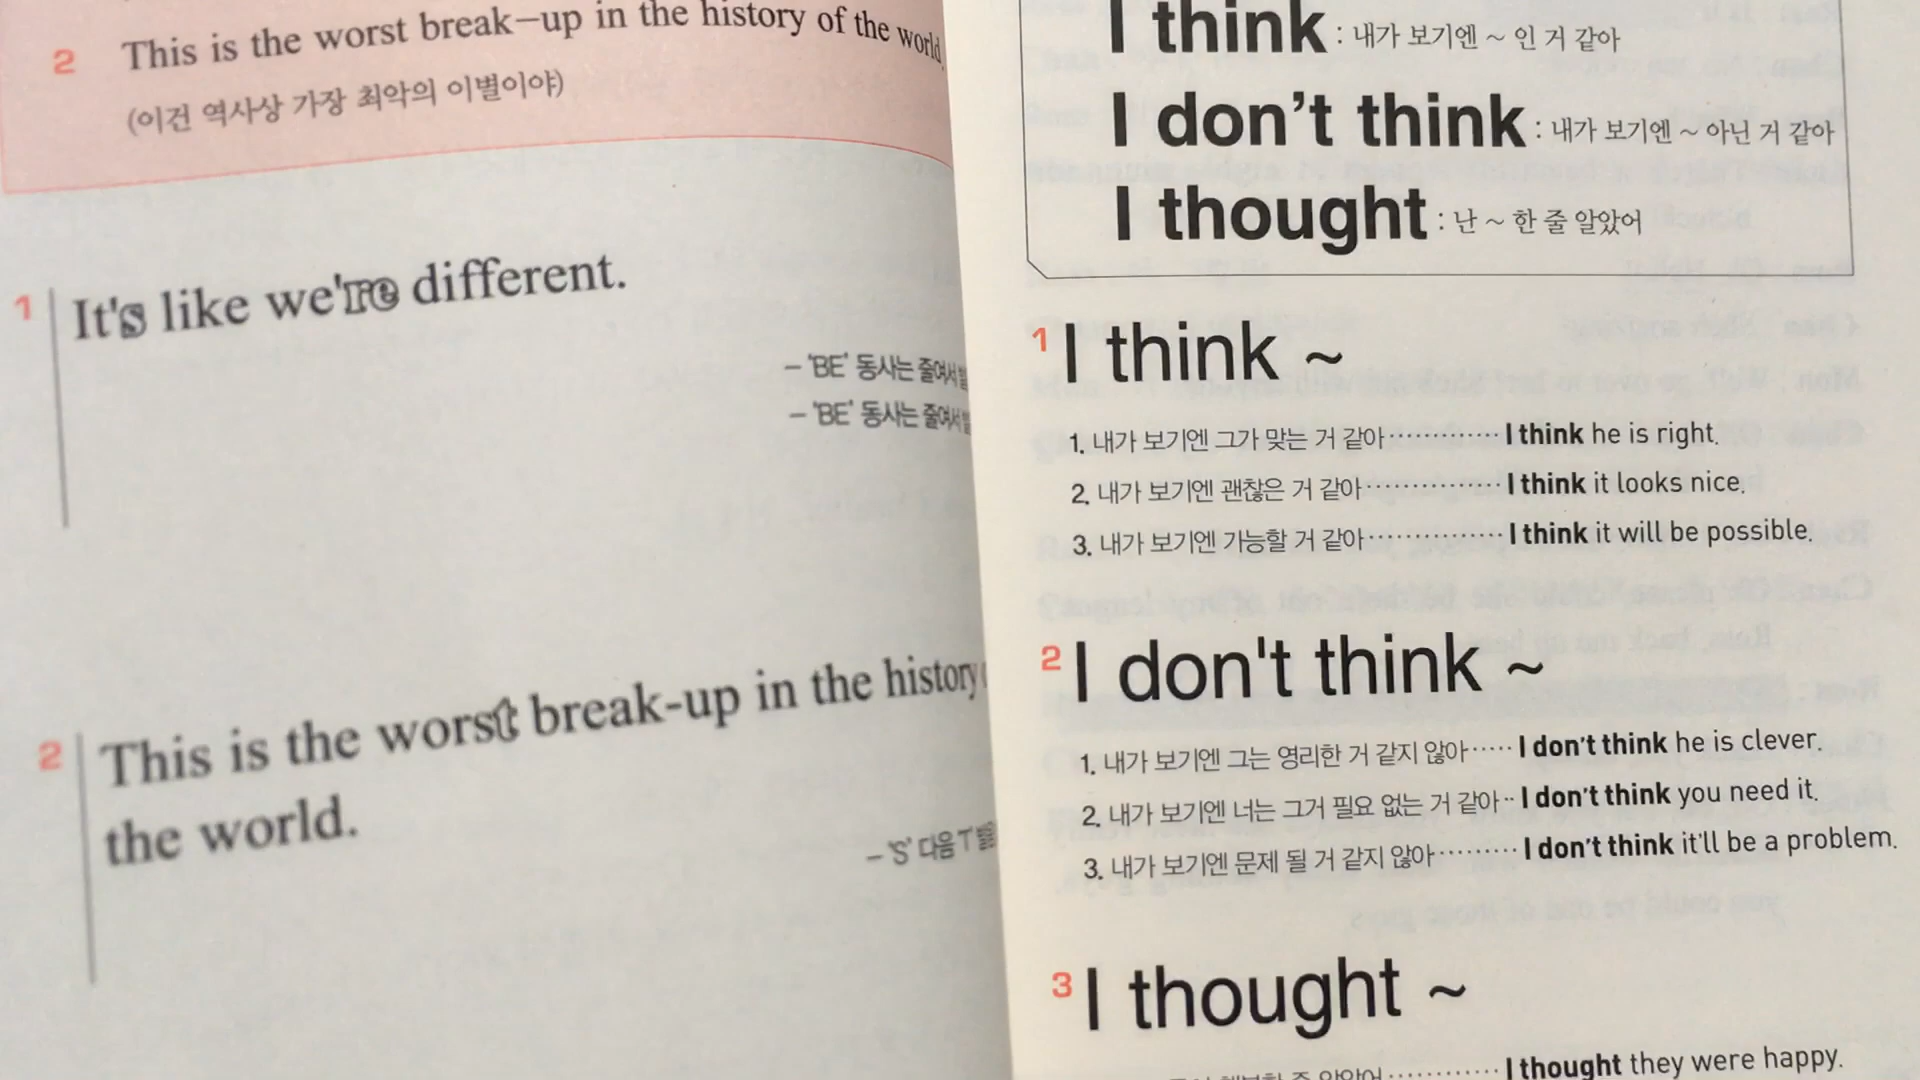 2 This is the worst break-up in the history of the world.
(이건 역사상 가장 최악의 이별이야)
1 It's like we're different.
– 'BE' 동사는 줄여서
– 'BE' 동사는 줄여서
2 This is the worst break-up in the history
the world.
– 'S' 다음 T
I think : 내가 보기엔 ~ 인 거 같아
I don't think : 내가 보기엔 ~ 아닌 거 같아
I thought : 난 ~ 한 줄 알았어
1 I think ~
1. 내가 보기엔 그가 맞는 거 같아 ············ I think he is right.
2. 내가 보기엔 괜찮은 거 같아 ··············· I think it looks nice.
3. 내가 보기엔 가능할 거 같아 ··············· I think it will be possible.
2 I don't think ~
1. 내가 보기엔 그는 영리한 거 같지 않아 ····· I don't think he is clever.
2. 내가 보기엔 너는 그거 필요 없는 거 같아 ·· I don't think you need it.
3. 내가 보기엔 문제 될 거 같지 않아 ·········· I don't think it'll be a problem.
3 I thought ~
I thought they were happy.